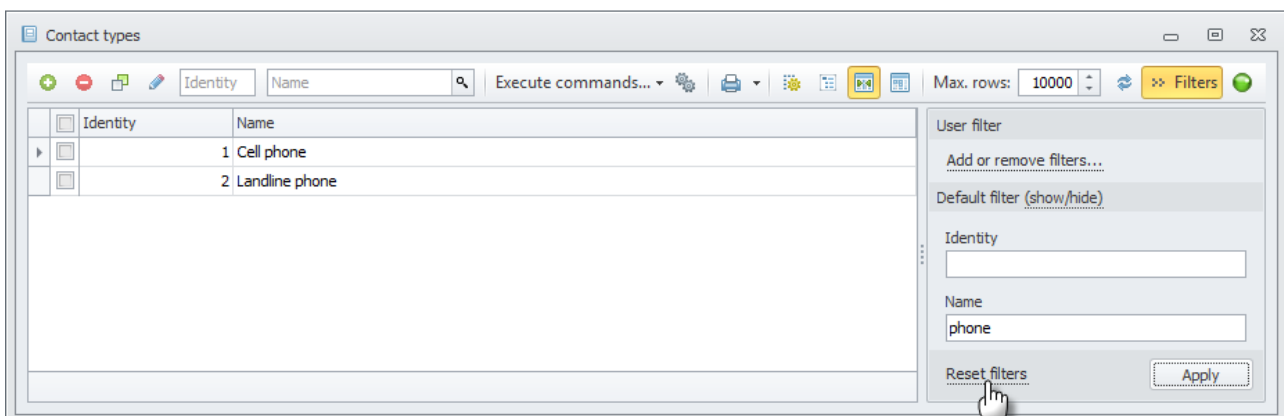 Contact types
Identity Name Execute commands... Max. rows: 10000 Filters
Identity Name
1 Cell phone
2 Landline phone
User filter
Add or remove filters...
Default filter (show/hide)
Identity
Name
phone
Reset filters Apply